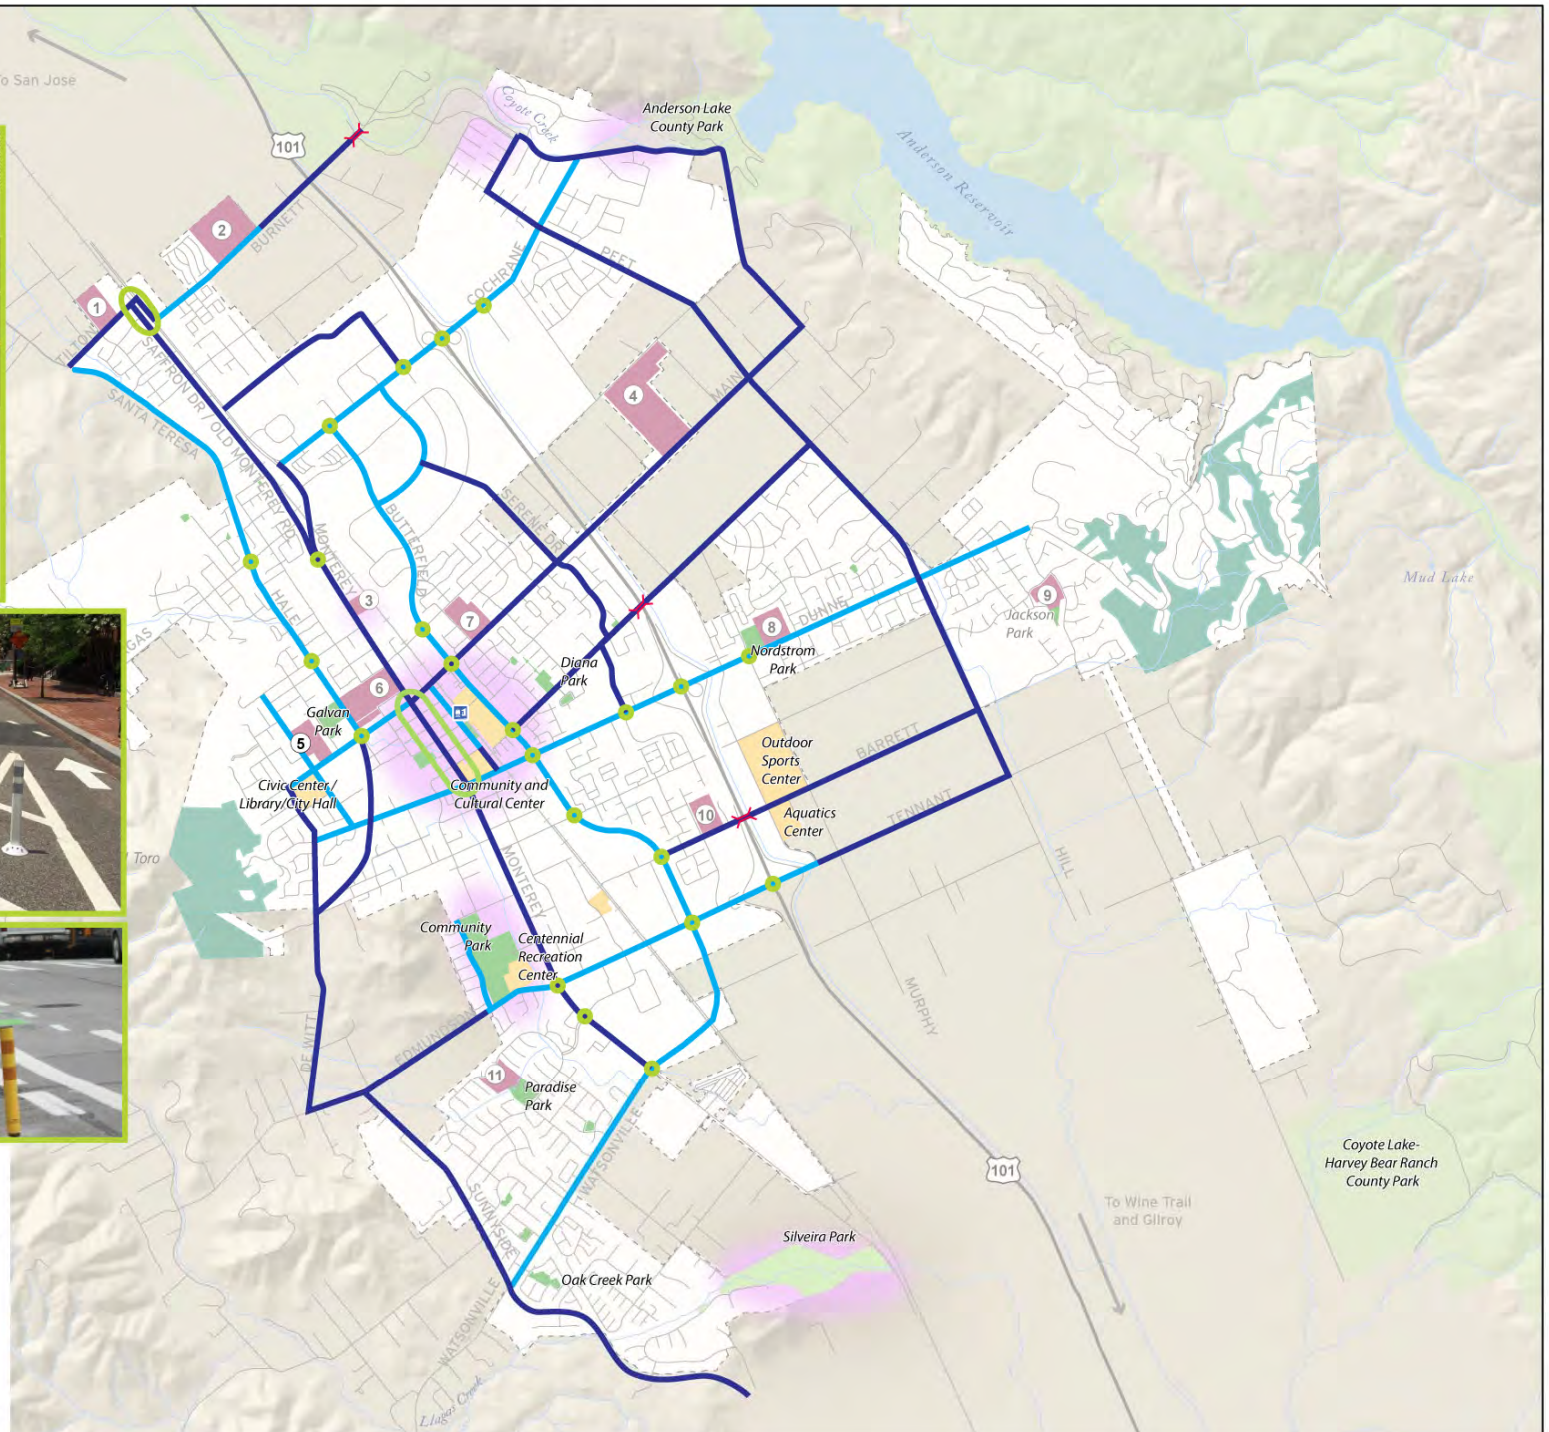 o San Jose
101
Coyote Creek
Anderson Lake
County Park
Anderson Reservoir
2
BURNETT
COCHRANE
PEET
1
TILTON
SAFFRON DR / OLD MONTEREY RD.
SANTA TERESA
MAIN
4
SERENE DR
BUTTERFIELD
MONTEREY
HALE
3
7
Mud Lake
9
Jackson
Park
8
DUNNE
Nordstrom
Park
Diana
Park
GAS
6
Galvan
Park
5
Civic Center/
Library/City Hall
Community and
Cultural Center
Outdoor
Sports
Center
BARRETT
10
Aquatics
Center
TENNANT
Toro
HILL
MONTEREY
Community
Park
Centennial
Recreation
Center
MURPHY
DE WITT
EDMUNDSON
11
Paradise
Park
WATSONVILLE
Coyote Lake-
Harvey Bear Ranch
County Park
101
To Wine Trail
and Gilroy
SUNNYSIDE
Silveira Park
Oak Creek Park
WATSONVILLE
Llagas Creek